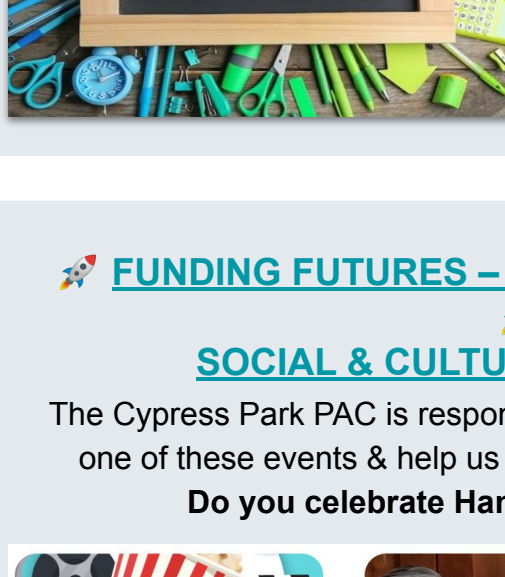 🚀 FUNDING FUTURES –
SOCIAL & CULTU
The Cypress Park PAC is respon
one of these events & help us
Do you celebrate Han